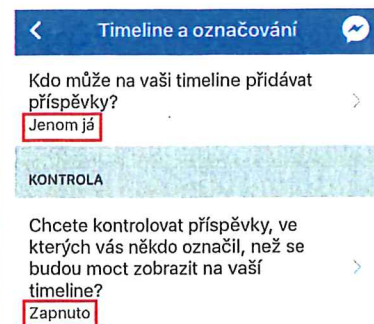 Timeline a označování
Kdo může na vaši timeline přidávat
příspěvky?
Jenom já
KONTROLA
Chcete kontrolovat příspěvky, ve
kterých vás někdo označil, než se
budou moct zobrazit na vaší
timeline?
Zapnuto